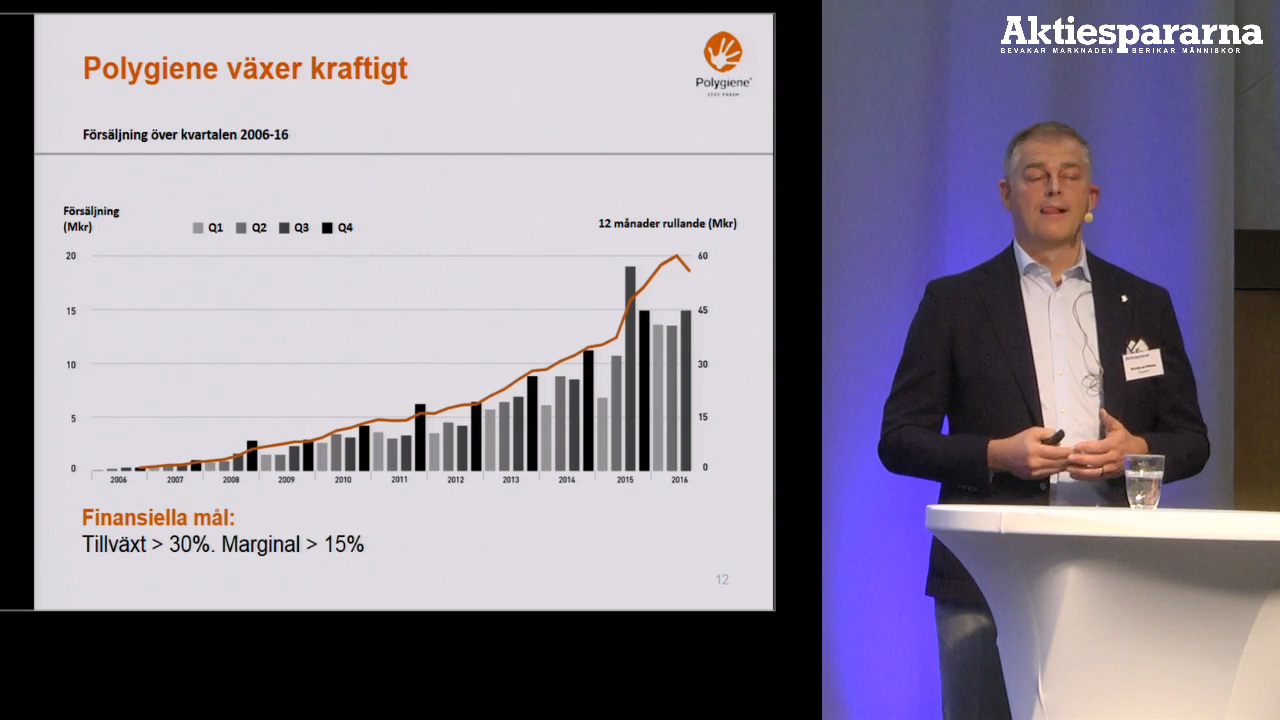 Polygiene växer kraftigt
Polygiene
STAY FRESH
Försäljning över kvartalen 2006-16
Försäljning
(Mkr)
Q1 Q2 Q3 Q4
12 månader rullande (Mkr)
20
15
10
5
0
60
45
30
15
0
2006 2007 2008 2009 2010 2011 2012 2013 2014 2015 2016
Finansiella mål:
Tillväxt > 30%. Marginal > 15%
12
Aktiespararna
BEVAKAR MARKNADEN BERIKAR MÄNNISKOR